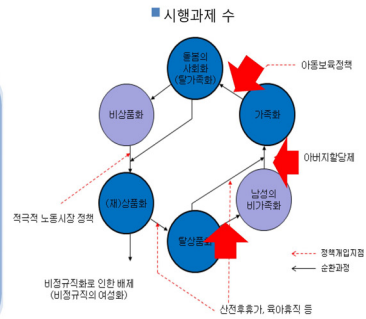 시행과제 수
돌봄의
사회화
(탈가족화)
아동보육정책
비상품화
가족화
아버지할당제
적극적 노동시장 정책
(재)상품화
남성의
비가족화
탈상품화
정책개입지점
순환과정
비정규직화로 인한 배제
(비정규직의 여성화)
산전후휴가, 육아휴직 등